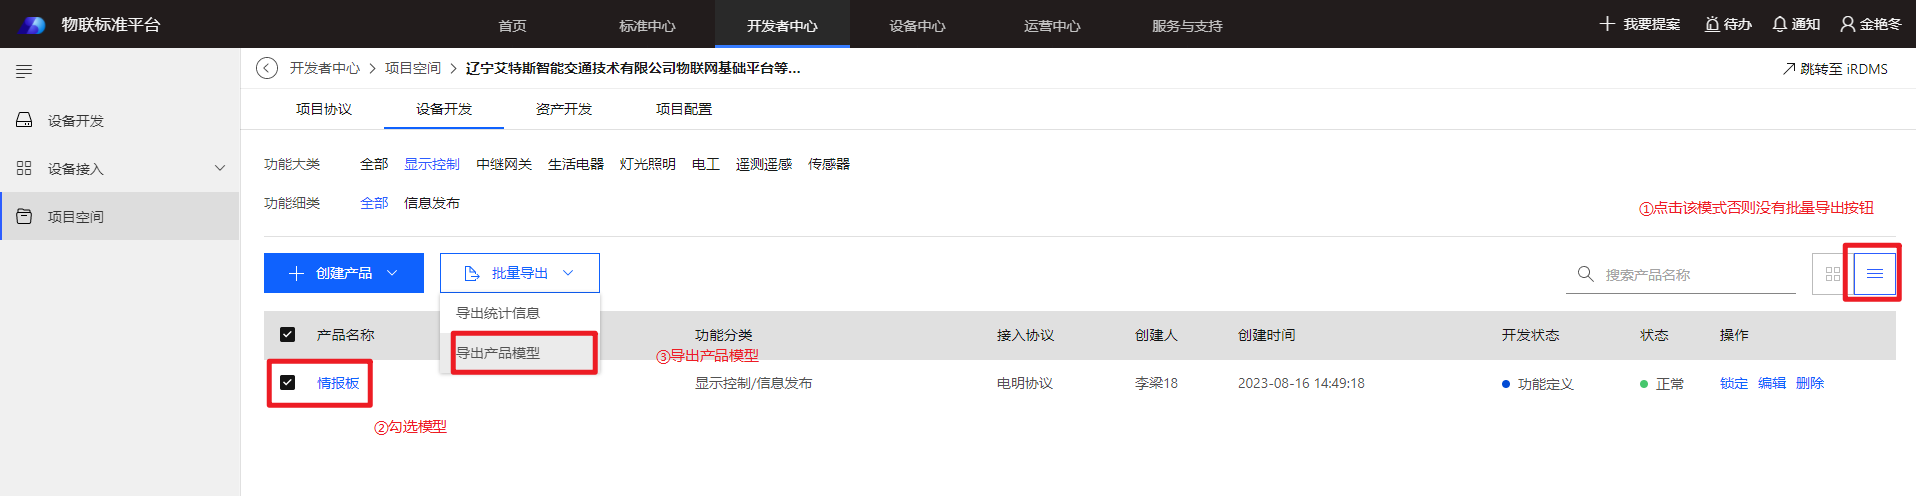 物联标准平台 首页 标准中心 开发者中心 设备中心 运营中心 服务与支持 我要提案 待办 通知 金艳冬
开发者中心 > 项目空间 > 辽宁艾特斯智能交通技术有限公司物联网基础平台等... 跳转至 iRDMS
项目协议 设备开发 资产开发 项目配置
设备开发
设备接入
项目空间
功能大类 全部 显示控制 中继网关 生活电器 灯光照明 电工 遥测遥感 传感器
功能细类 全部 信息发布
①点击该模式否则没有批量导出按钮
创建产品 批量导出 搜索产品名称
导出统计信息
导出产品模型
产品名称 功能分类 接入协议 创建人 创建时间 开发状态 状态 操作
③导出产品模型
情报板 显示控制/信息发布 电明协议 李梁18 2023-08-16 14:49:18 功能定义 正常 锁定 编辑 删除
②勾选模型